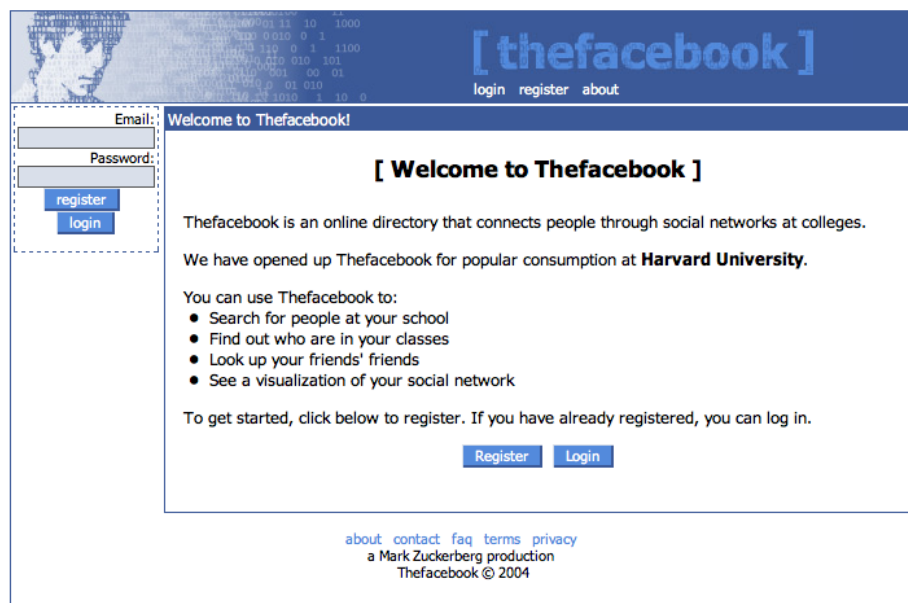 [ thefacebook ]
login register about
Email:
Password:
register
login
Welcome to Thefacebook!
[ Welcome to Thefacebook ]
Thefacebook is an online directory that connects people through social networks at colleges.
We have opened up Thefacebook for popular consumption at Harvard University.
You can use Thefacebook to:
● Search for people at your school
● Find out who are in your classes
● Look up your friends' friends
● See a visualization of your social network
To get started, click below to register. If you have already registered, you can log in.
Register Login
about contact faq terms privacy
a Mark Zuckerberg production
Thefacebook © 2004